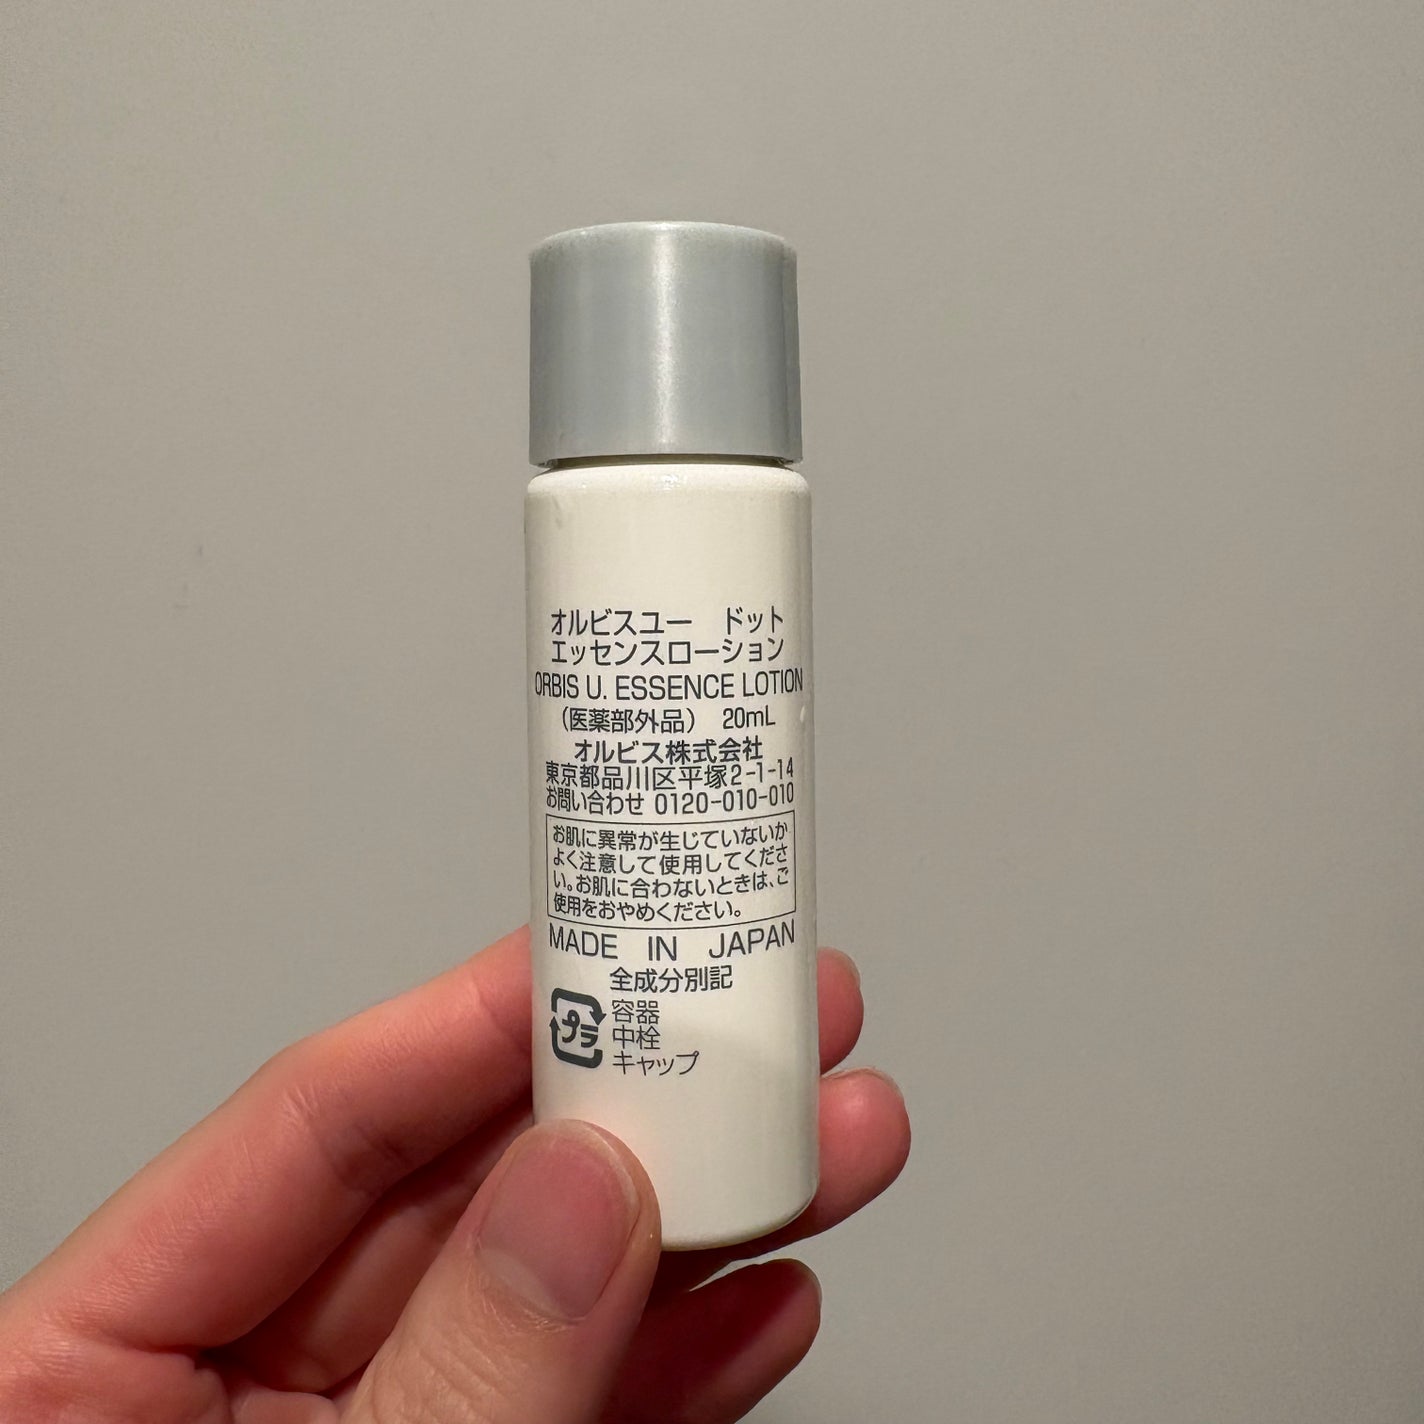 オルビスユー　ドット
エッセンスローション
ORBIS U. ESSENCE LOTION
（医薬部外品）　20mL
オルビス株式会社
東京都品川区平塚2-1-14
お問い合わせ 0120-010-010
お肌に異常が生じていないか
よく注意して使用してくださ
い。お肌に合わないときは、ご
使用をおやめください。
MADE IN JAPAN
全成分別記
プラ
容器
中栓
キャップ